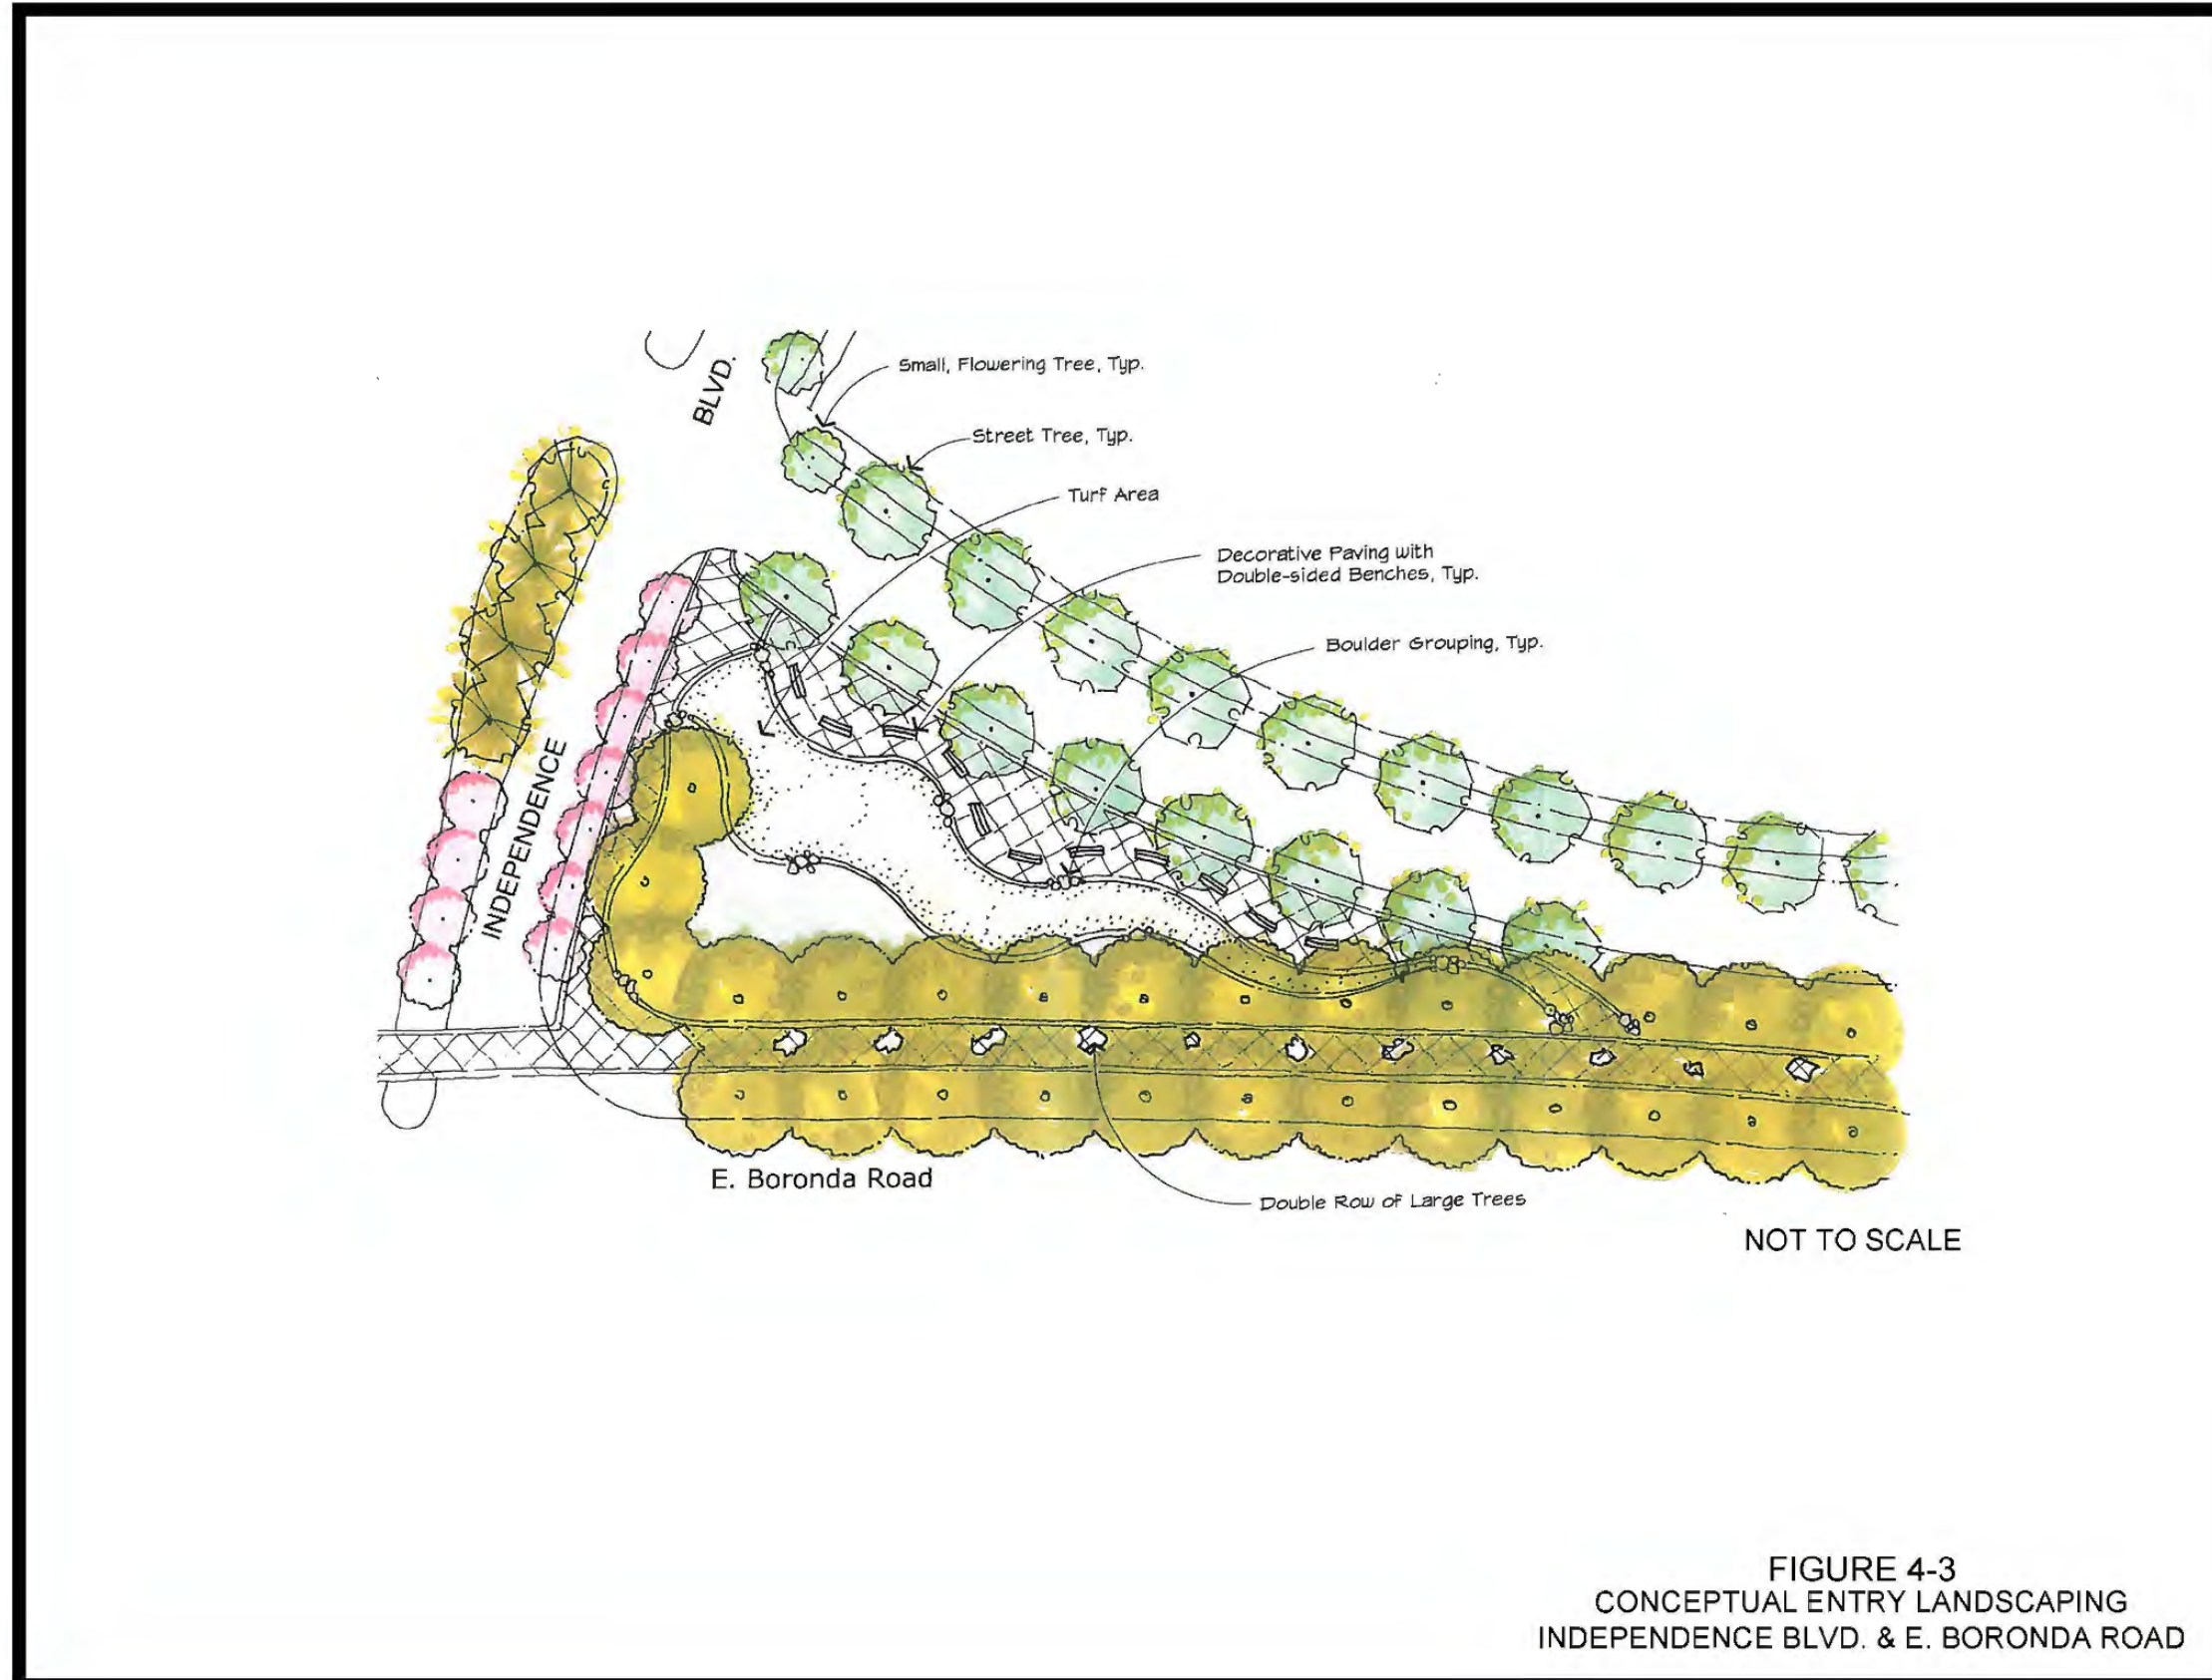 BLVD.
Small, Flowering Tree, Typ.
Street Tree, Typ.
Turf Area
Decorative Paving with
Double-sided Benches, Typ.
Boulder Grouping, Typ.
INDEPENDENCE
E. Boronda Road
Double Row of Large Trees
NOT TO SCALE
FIGURE 4-3
CONCEPTUAL ENTRY LANDSCAPING
INDEPENDENCE BLVD. & E. BORONDA ROAD